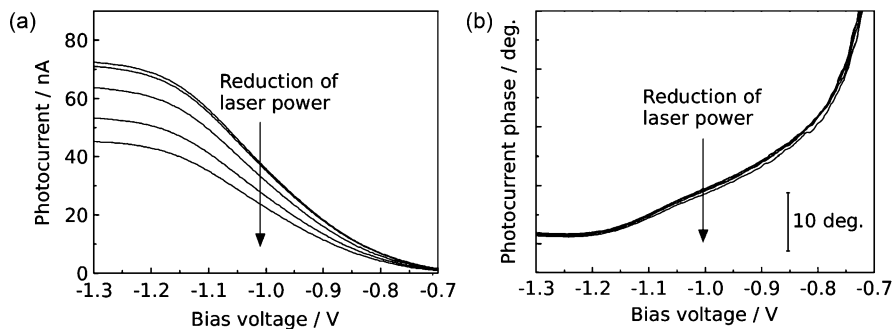 (a)
80
60
40
20
0
Photocurrent / nA
Reduction of
laser power
-1.3 -1.2 -1.1 -1.0 -0.9 -0.8 -0.7
Bias voltage / V
(b)
Photocurrent phase / deg.
Reduction of
laser power
10 deg.
-1.3 -1.2 -1.1 -1.0 -0.9 -0.8 -0.7
Bias voltage / V